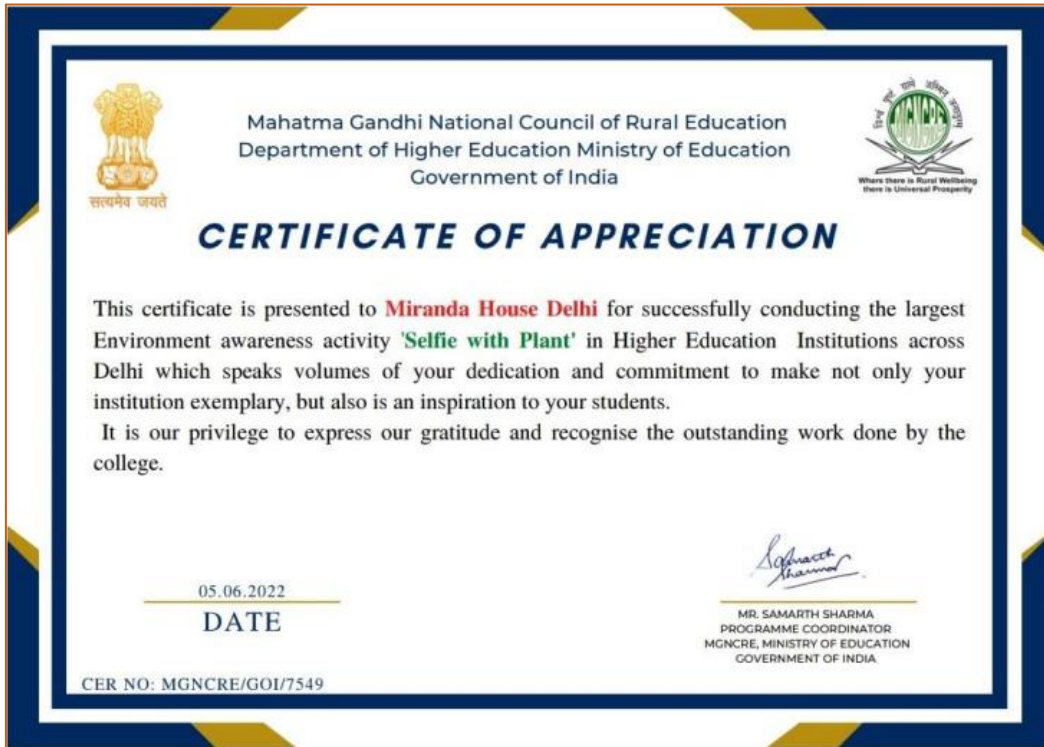 सत्यमेव जयते
Mahatma Gandhi National Council of Rural Education
Department of Higher Education Ministry of Education
Government of India
MGNCRE
Where there is Rural Wellbeing
there is Universal Prosperity
CERTIFICATE OF APPRECIATION
This certificate is presented to Miranda House Delhi for successfully conducting the largest
Environment awareness activity 'Selfie with Plant' in Higher Education Institutions across
Delhi which speaks volumes of your dedication and commitment to make not only your
institution exemplary, but also is an inspiration to your students.
It is our privilege to express our gratitude and recognise the outstanding work done by the
college.
Samarth
Sharma
05.06.2022
DATE
MR. SAMARTH SHARMA
PROGRAMME COORDINATOR
MGNCRE, MINISTRY OF EDUCATION
GOVERNMENT OF INDIA
CER NO: MGNCRE/GOI/7549